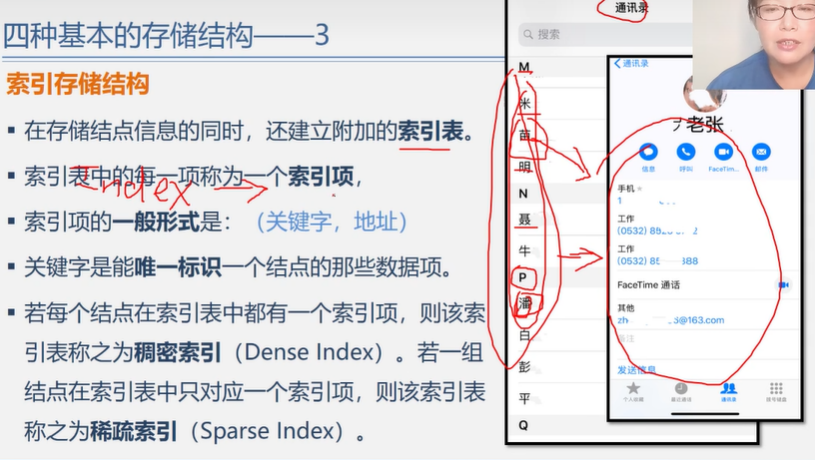 四种基本的存储结构——3
索引存储结构
▪ 在存储结点信息的同时，还建立附加的索引表。
▪ 索引表中的每一项称为一个索引项，
Index
▪ 索引项的一般形式是：（关键字，地址）
▪ 关键字是能唯一标识一个结点的那些数据项。
▪ 若每个结点在索引表中都有一个索引项，则该索
引表称之为稠密索引（Dense Index）。若一组
结点在索引表中只对应一个索引项，则该索引表
称之为稀疏索引（Sparse Index）。
通讯录
搜索
M
米
苗
明
N
聂
牛
P
潘
白
彭
平
Q
通讯录
老张
信息 呼叫 FaceTim... 邮件
手机
1
工作
(0532)
工作
(0532) 888
FaceTime 通话
其他
@163.com
备注
发送信息
个人收藏 最近通话 通讯录 拨号键盘